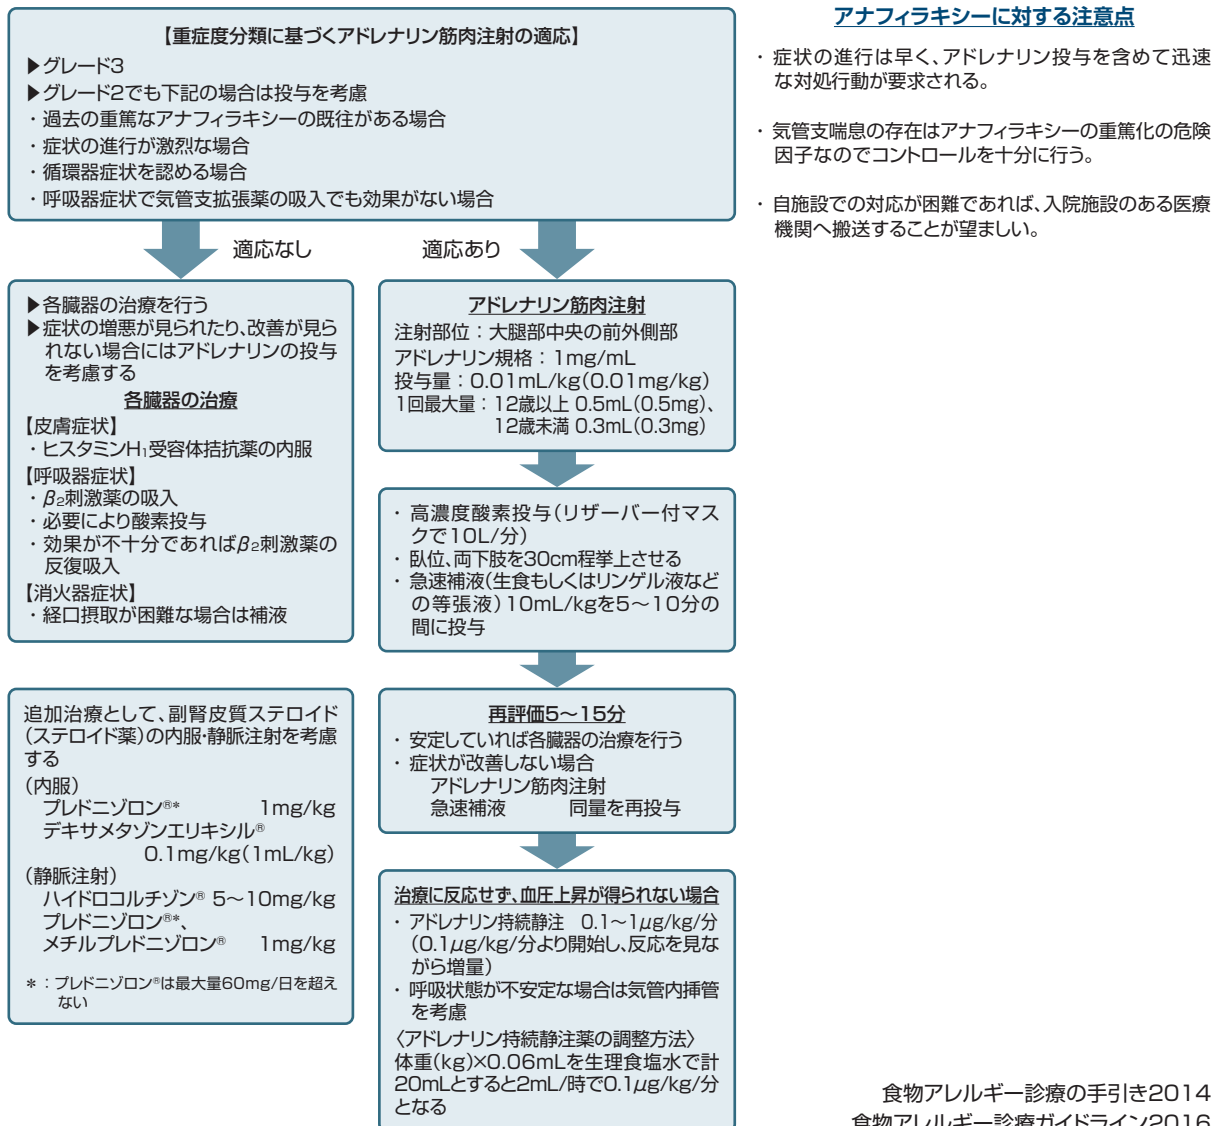 【重症度分類に基づくアドレナリン筋肉注射の適応】
▶グレード3
▶グレード2でも下記の場合は投与を考慮
・過去の重篤なアナフィラキシーの既往がある場合
・症状の進行が激烈な場合
・循環器症状を認める場合
・呼吸器症状で気管支拡張薬の吸入でも効果がない場合
適応なし
適応あり
▶各臓器の治療を行う
▶症状の増悪が見られたり、改善が見ら
れない場合にはアドレナリンの投与
を考慮する
各臓器の治療
【皮膚症状】
・ヒスタミンH₁受容体拮抗薬の内服
【呼吸器症状】
・β₂刺激薬の吸入
・必要により酸素投与
・効果が不十分であればβ₂刺激薬の
反復吸入
【消火器症状】
・経口摂取が困難な場合は補液
追加治療として、副腎皮質ステロイド
(ステロイド薬)の内服・静脈注射を考慮
する
(内服)
プレドニゾロン®* 1mg/kg
デキサメタゾンエリキシル®
0.1mg/kg(1mL/kg)
(静脈注射)
ハイドロコルチゾン® 5〜10mg/kg
プレドニゾロン®*、
メチルプレドニゾロン® 1mg/kg
*：プレドニゾロン®は最大量60mg/日を超え
ない
アドレナリン筋肉注射
注射部位：大腿部中央の前外側部
アドレナリン規格：1mg/mL
投与量：0.01mL/kg(0.01mg/kg)
1回最大量：12歳以上 0.5mL(0.5mg)、
12歳未満 0.3mL(0.3mg)
・高濃度酸素投与(リザーバー付マス
クで10L/分)
・臥位、両下肢を30cm程挙上させる
・急速補液(生食もしくはリンゲル液など
の等張液)10mL/kgを5〜10分の
間に投与
再評価5〜15分
・安定していれば各臓器の治療を行う
・症状が改善しない場合
アドレナリン筋肉注射
急速補液 同量を再投与
治療に反応せず、血圧上昇が得られない場合
・アドレナリン持続静注 0.1〜1μg/kg/分
(0.1μg/kg/分より開始し、反応を見な
がら増量)
・呼吸状態が不安定な場合は気管内挿管
を考慮
〈アドレナリン持続静注薬の調整方法〉
体重(kg)×0.06mLを生理食塩水で計
20mLとすると2mL/時で0.1μg/kg/分
となる
アナフィラキシーに対する注意点
・症状の進行は早く、アドレナリン投与を含めて迅速
な対処行動が要求される。
・気管支喘息の存在はアナフィラキシーの重篤化の危険
因子なのでコントロールを十分に行う。
・自施設での対応が困難であれば、入院施設のある医療
機関へ搬送することが望ましい。
食物アレルギー診療の手引き2014
食物アレルギー診療ガイドライン2016